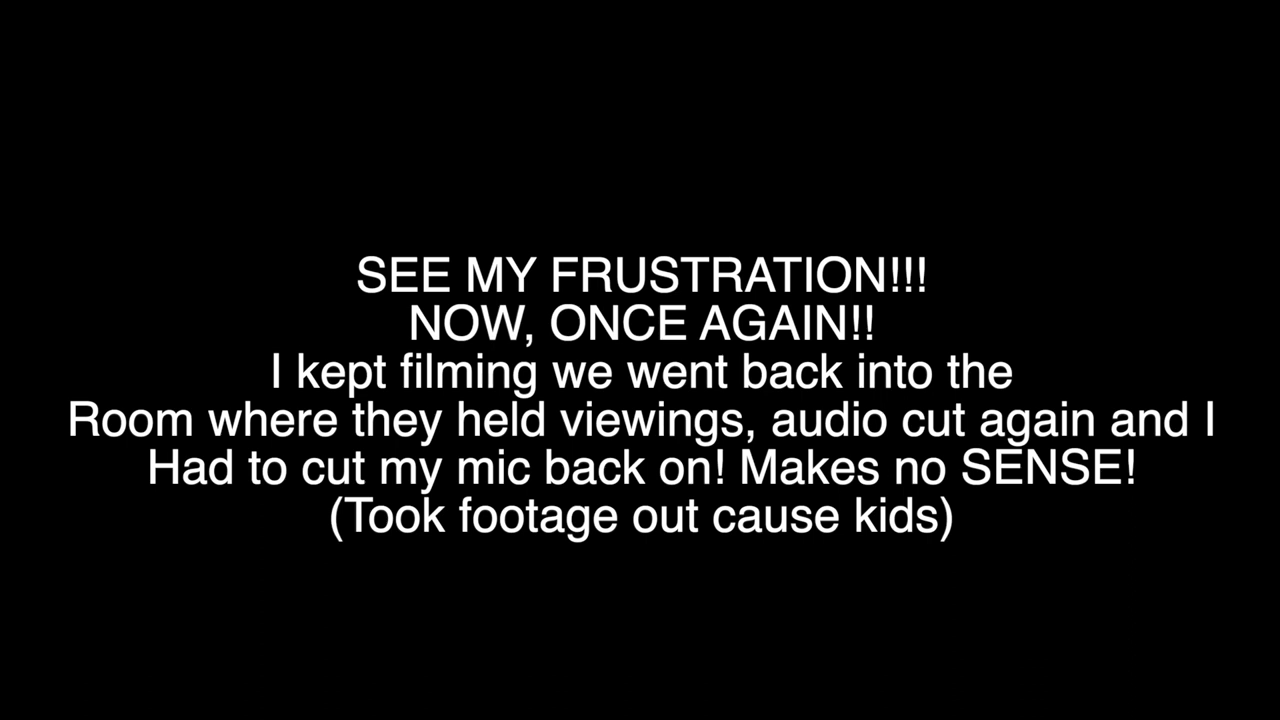 SEE MY FRUSTRATION!!!
NOW, ONCE AGAIN!!
I kept filming we went back into the
Room where they held viewings, audio cut again and I
Had to cut my mic back on! Makes no SENSE!
(Took footage out cause kids)